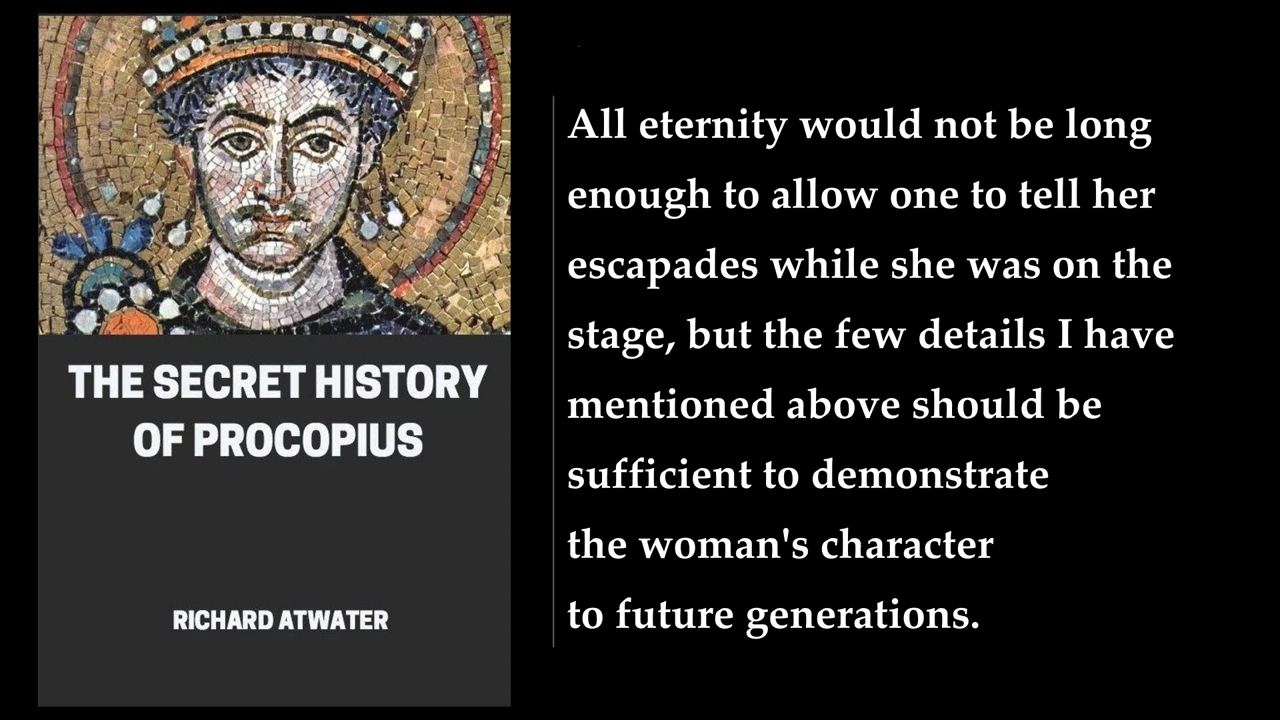 THE SECRET HISTORY
OF PROCOPIUS
RICHARD ATWATER
All eternity would not be long
enough to allow one to tell her
escapades while she was on the
stage, but the few details I have
mentioned above should be
sufficient to demonstrate
the woman's character
to future generations.